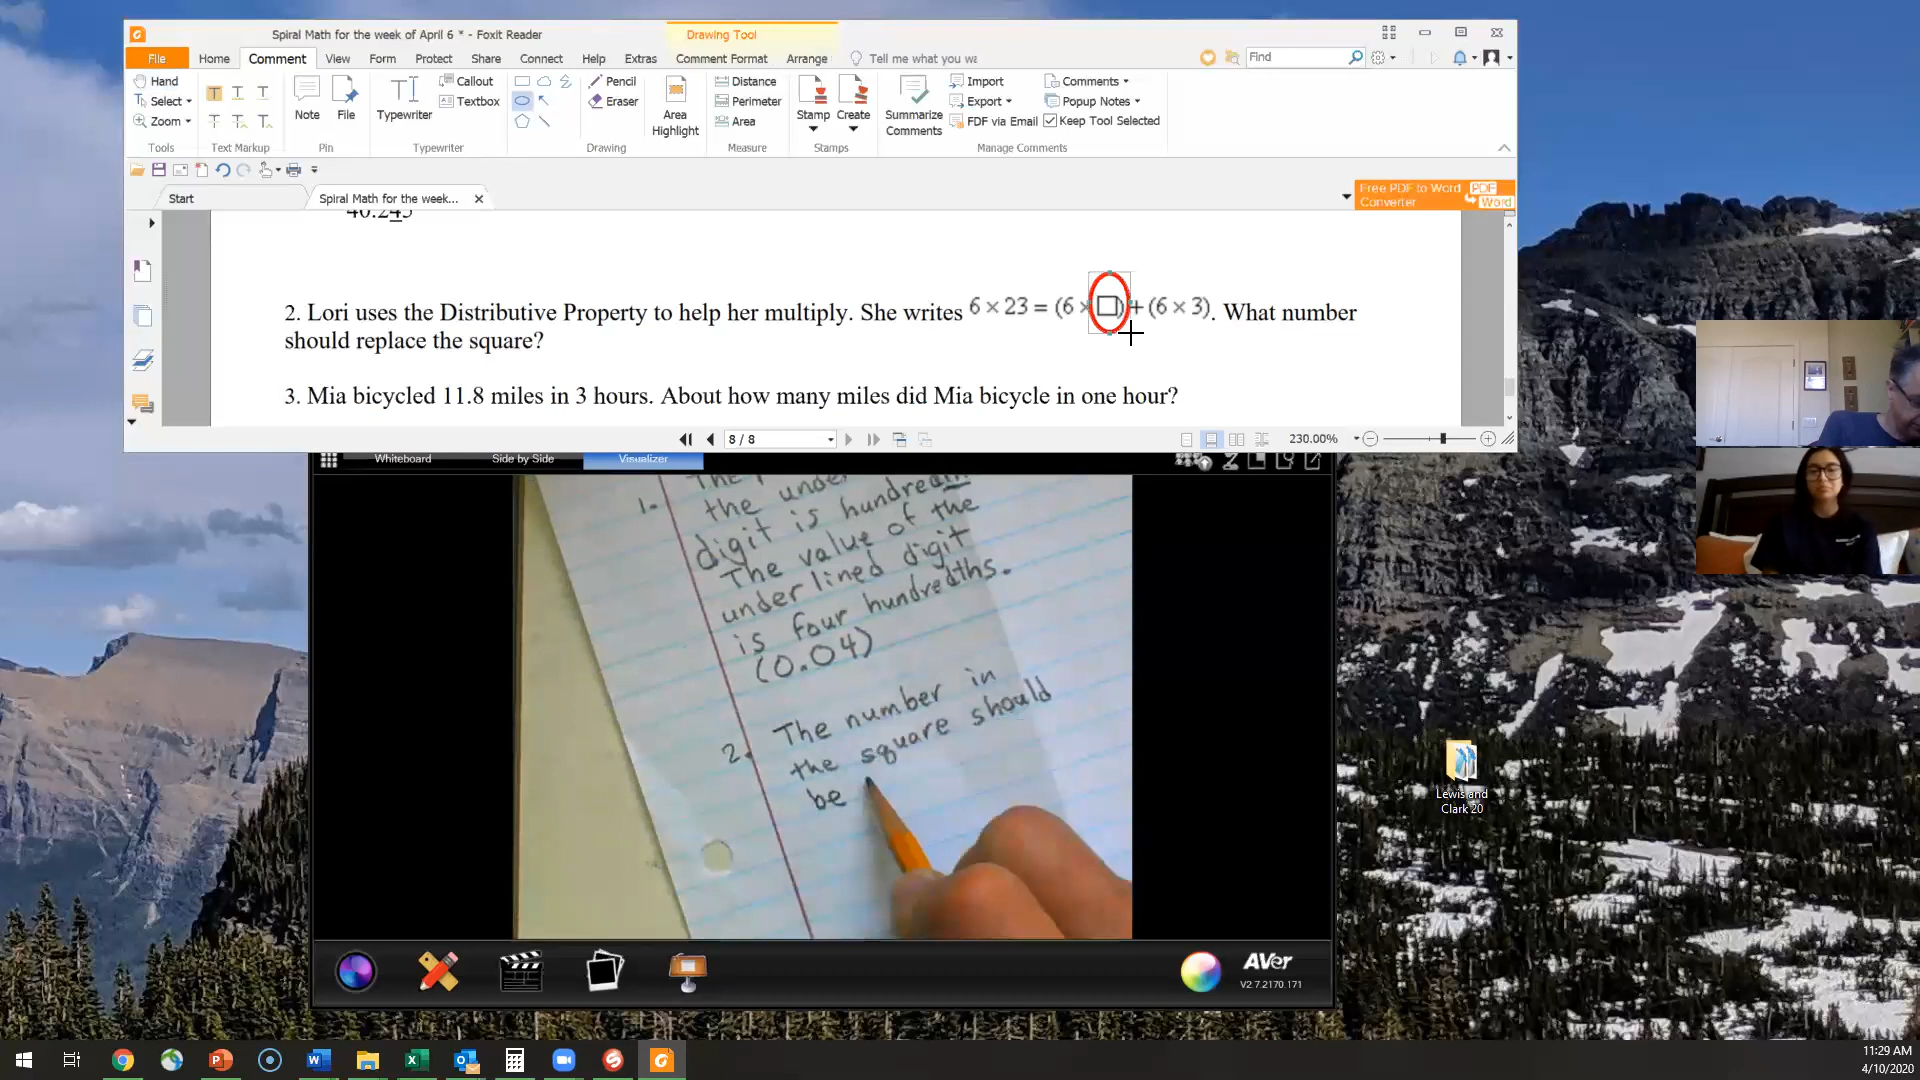 Spiral Math for the week of April 6 * - Foxit Reader
Drawing Tool
File Home Comment View Form Protect Share Connect Help Extras Comment Format Arrange Tell me what you wa Find
Hand
Select
Zoom
Tools
Text Markup
Note
File
Pin
Typewriter
Callout
Textbox
Typewriter
Pencil
Eraser
Drawing
Area Highlight
Distance
Perimeter
Area
Measure
Stamp
Create
Stamps
Summarize Comments
Import
Export
FDF via Email
Comments
Popup Notes
Keep Tool Selected
Manage Comments
Start
Spiral Math for the week...
Free PDF to Word Converter
PDF
Word
40.245
2. Lori uses the Distributive Property to help her multiply. She writes 6 × 23 = (6 × □) + (6 × 3). What number
should replace the square?
3. Mia bicycled 11.8 miles in 3 hours. About how many miles did Mia bicycle in one hour?
8 / 8
230.00%
Whiteboard Side by Side Visualizer
1. The
the under
digit is hundredth
The value of the
underlined digit
is four hundredths.
(0.04)
2. The number in
the square should
be
AVer
V2.7.2170.171
Lewis and
Clark 20
11:29 AM
4/10/2020